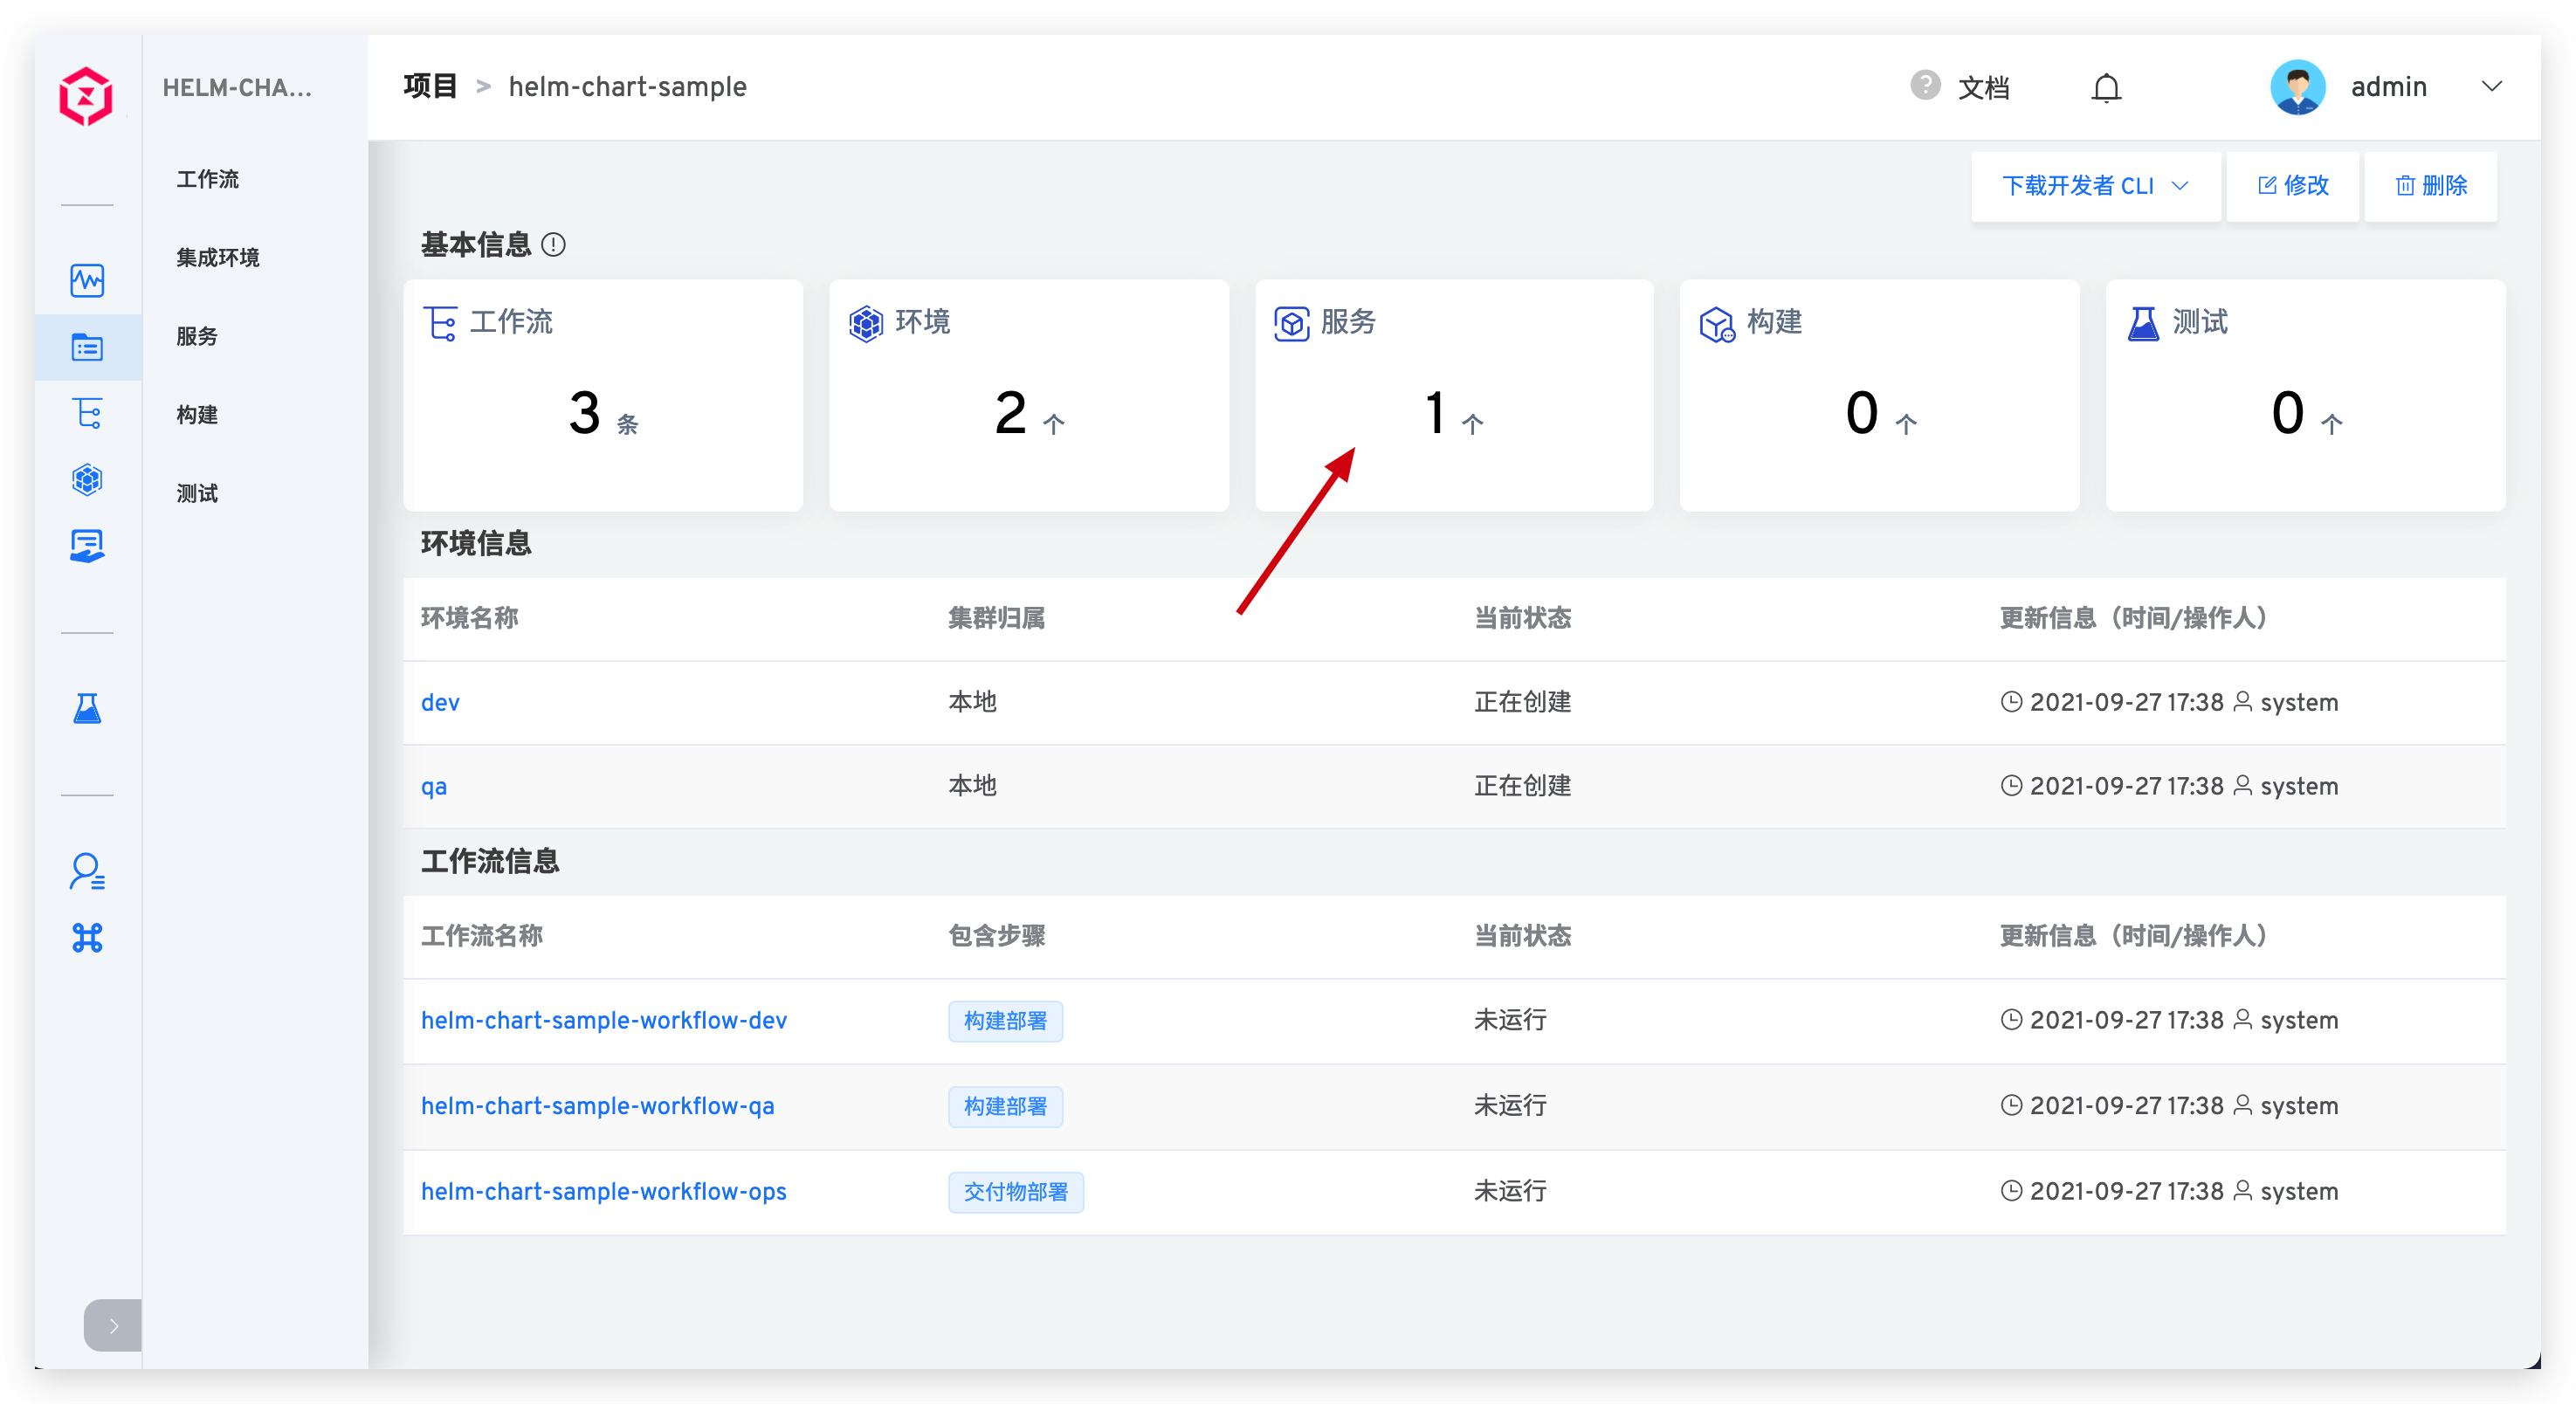 HELM-CHA...
项目 > helm-chart-sample
? 文档
admin
工作流
集成环境
服务
构建
测试
下载开发者 CLI
修改
删除
基本信息
工作流
3 条
环境
2 个
服务
1 个
构建
0 个
测试
0 个
环境信息
环境名称 集群归属 当前状态 更新信息（时间/操作人）
dev 本地 正在创建 2021-09-27 17:38 system
qa 本地 正在创建 2021-09-27 17:38 system
工作流信息
工作流名称 包含步骤 当前状态 更新信息（时间/操作人）
helm-chart-sample-workflow-dev 构建部署 未运行 2021-09-27 17:38 system
helm-chart-sample-workflow-qa 构建部署 未运行 2021-09-27 17:38 system
helm-chart-sample-workflow-ops 交付物部署 未运行 2021-09-27 17:38 system